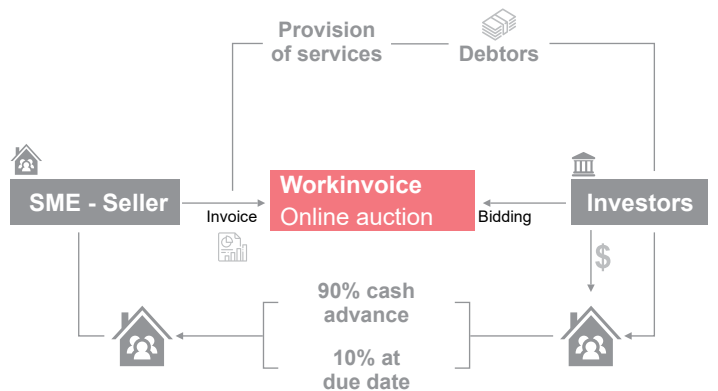 Provision
of services
Debtors
SME - Seller
Invoice
Workinvoice
Online auction
Bidding
Investors
$
90% cash
advance
10% at
due date